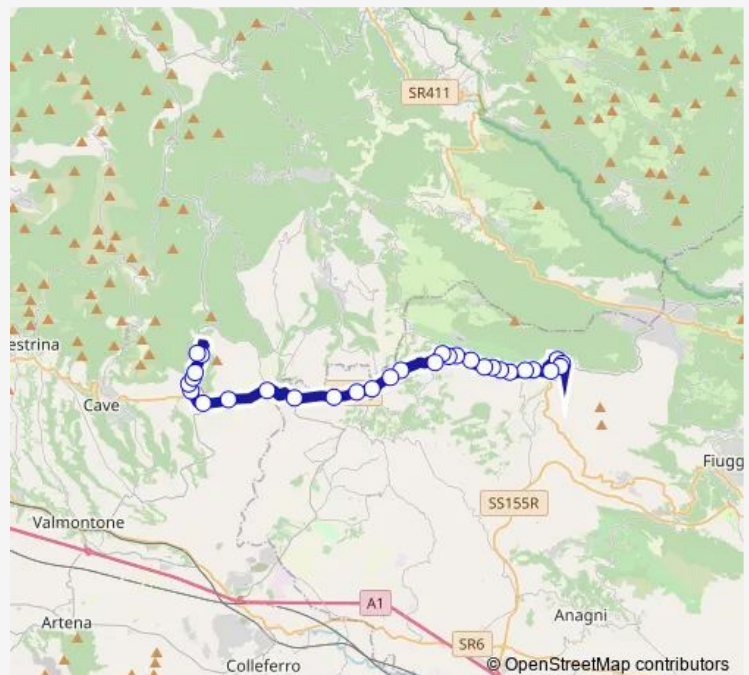 SR411
estrina
Cave
Fiugg
SS155R
Valmontone
A1
Anagni
Artena
SR6
Colleferro
© OpenStreetMap contributors